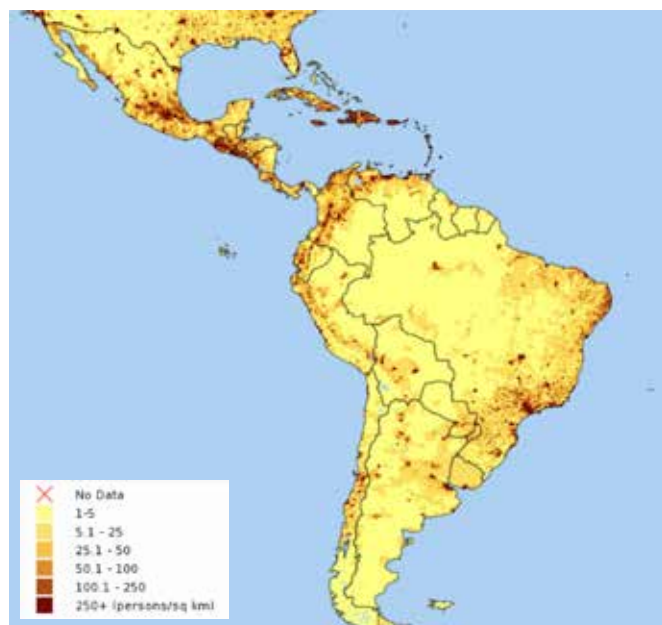 No Data
1-5
5.1 - 25
25.1 - 50
50.1 - 100
100.1 - 250
250+ (persons/sq km)